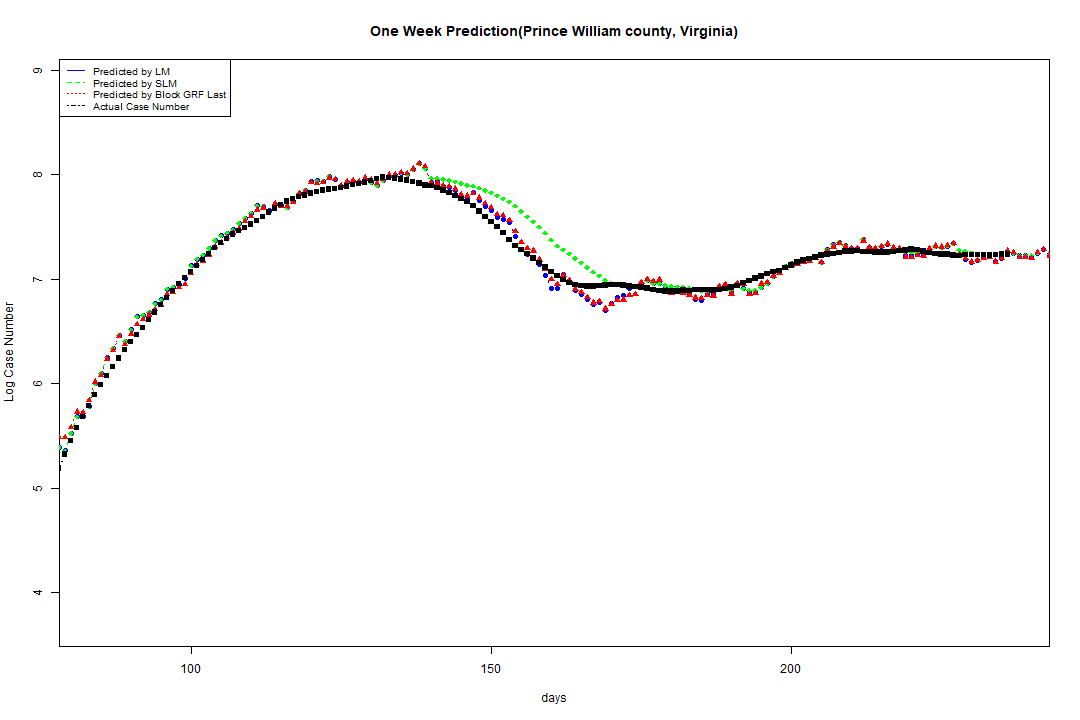 One Week Prediction(Prince William county, Virginia)
Predicted by LM
Predicted by SLM
Predicted by Block GRF Last
Actual Case Number
9
8
7
6
5
4
Log Case Number
100 150 200
days